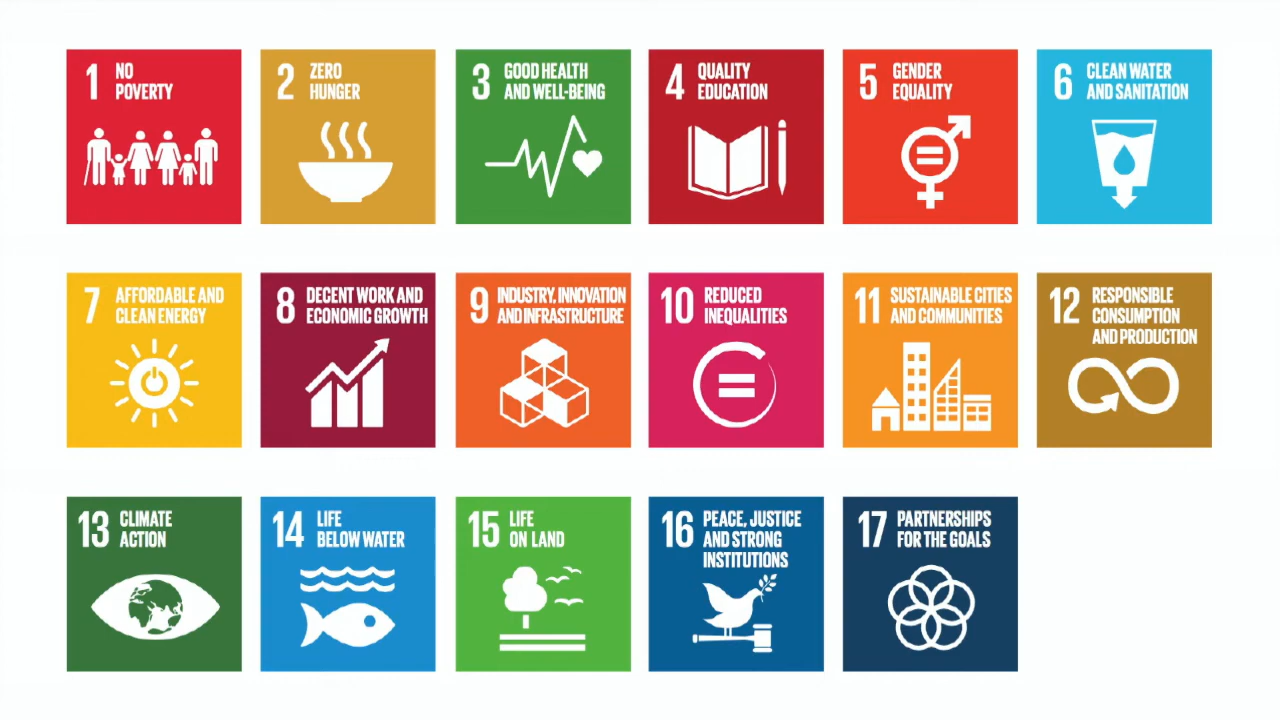 1 NO
POVERTY
2 ZERO
HUNGER
3 GOOD HEALTH
AND WELL-BEING
4 QUALITY
EDUCATION
5 GENDER
EQUALITY
6 CLEAN WATER
AND SANITATION
7 AFFORDABLE AND
CLEAN ENERGY
8 DECENT WORK AND
ECONOMIC GROWTH
9 INDUSTRY, INNOVATION
AND INFRASTRUCTURE
10 REDUCED
INEQUALITIES
11 SUSTAINABLE CITIES
AND COMMUNITIES
12 RESPONSIBLE
CONSUMPTION
AND PRODUCTION
13 CLIMATE
ACTION
14 LIFE
BELOW WATER
15 LIFE
ON LAND
16 PEACE, JUSTICE
AND STRONG
INSTITUTIONS
17 PARTNERSHIPS
FOR THE GOALS